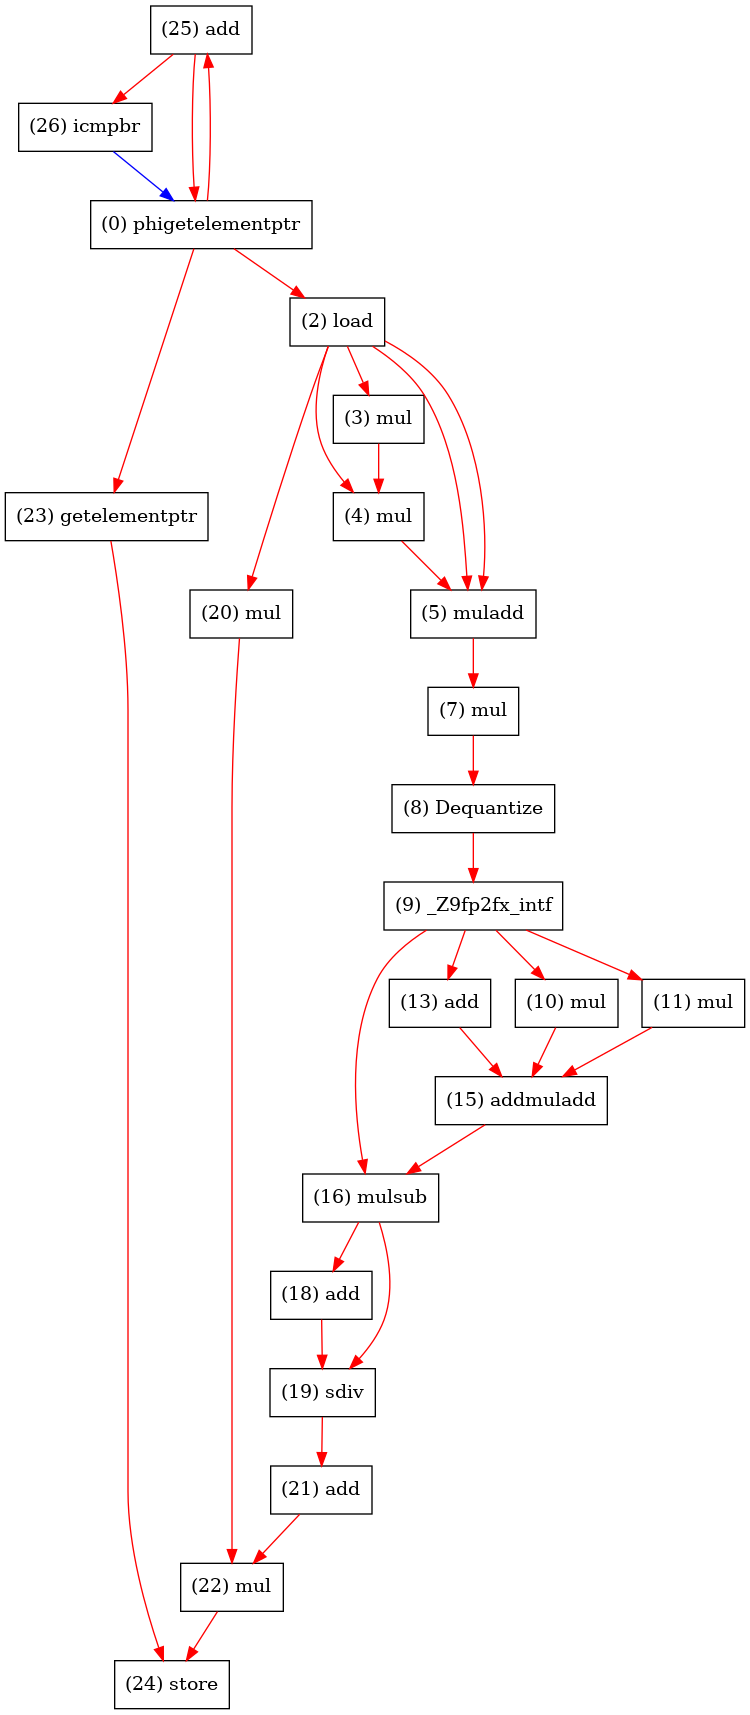 (25) add
(26) icmpbr
(0) phigetelementptr
(2) load
(3) mul
(23) getelementptr
(4) mul
(20) mul
(5) muladd
(7) mul
(8) Dequantize
(9) _Z9fp2fx_intf
(13) add
(10) mul
(11) mul
(15) addmuladd
(16) mulsub
(18) add
(19) sdiv
(21) add
(22) mul
(24) store